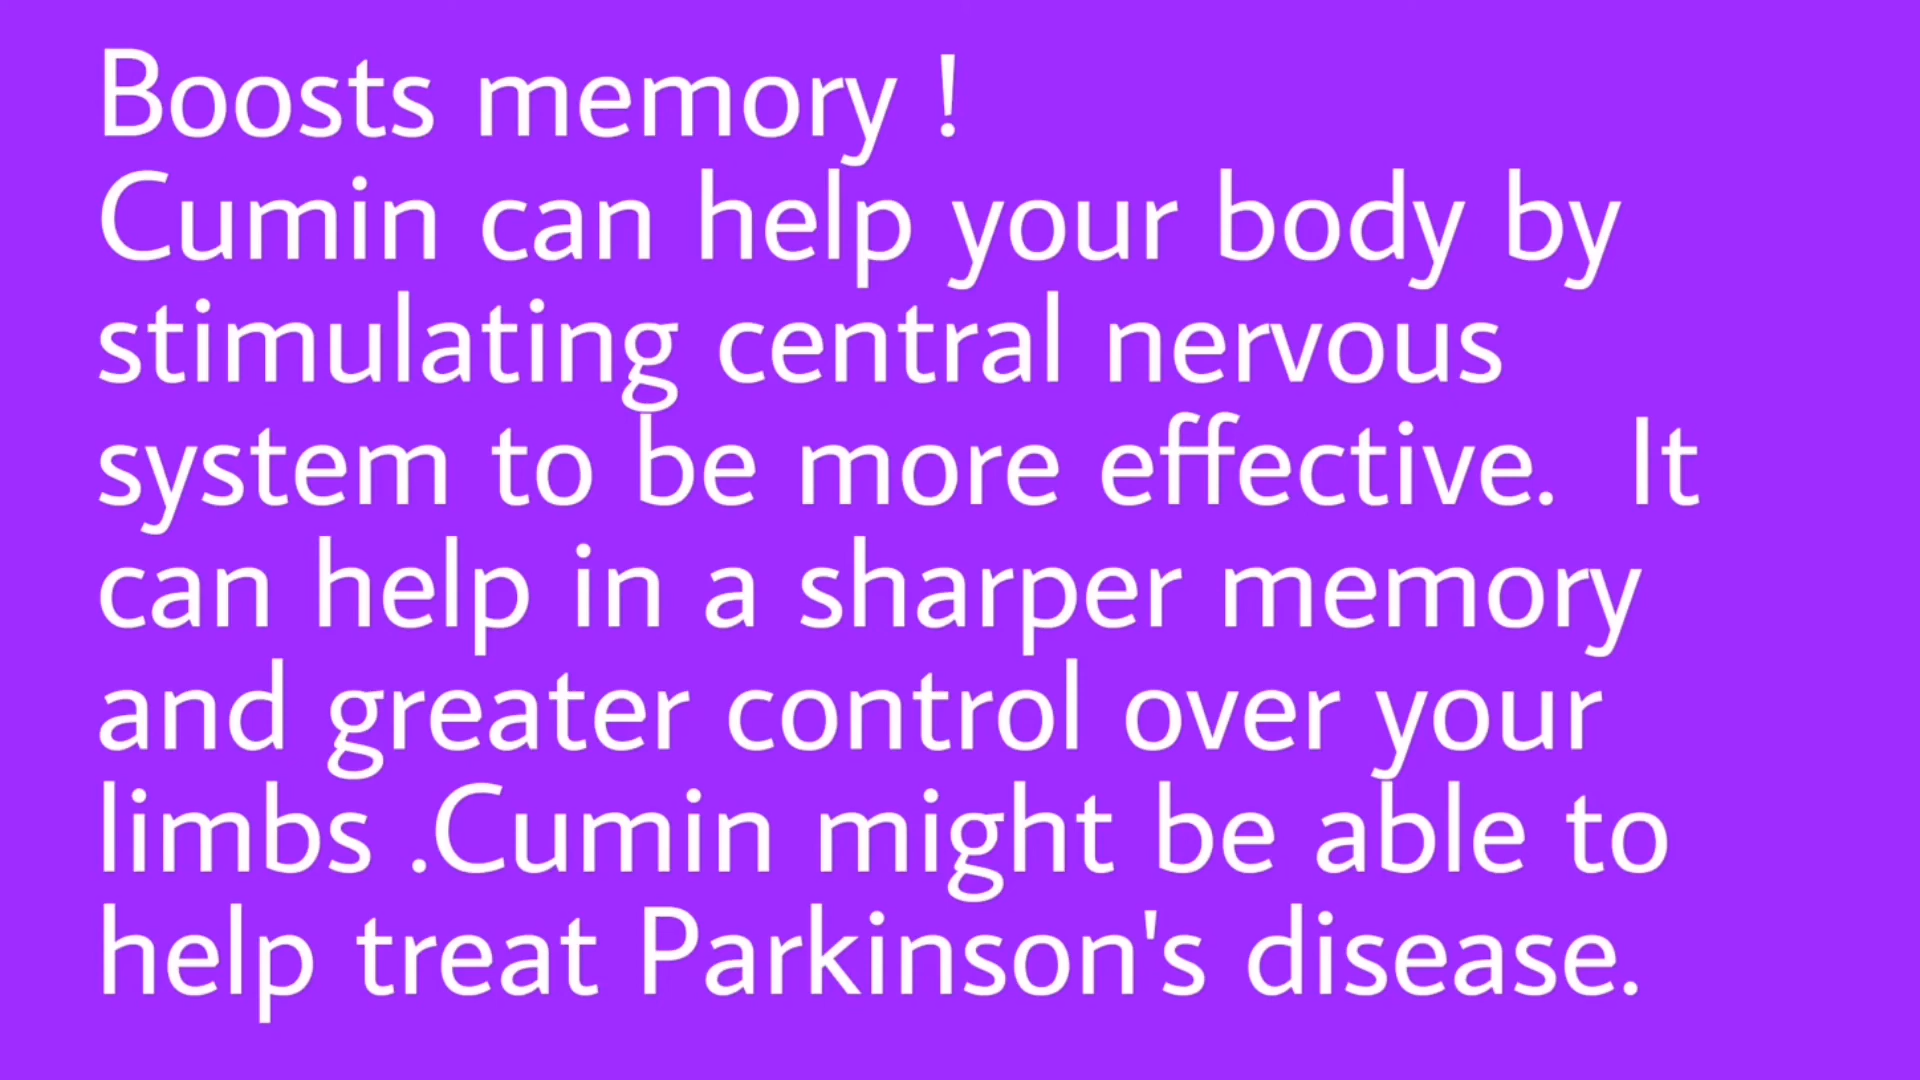 Boosts memory !
Cumin can help your body by
stimulating central nervous
system to be more effective.  It
can help in a sharper memory
and greater control over your
limbs .Cumin might be able to
help treat Parkinson's disease.